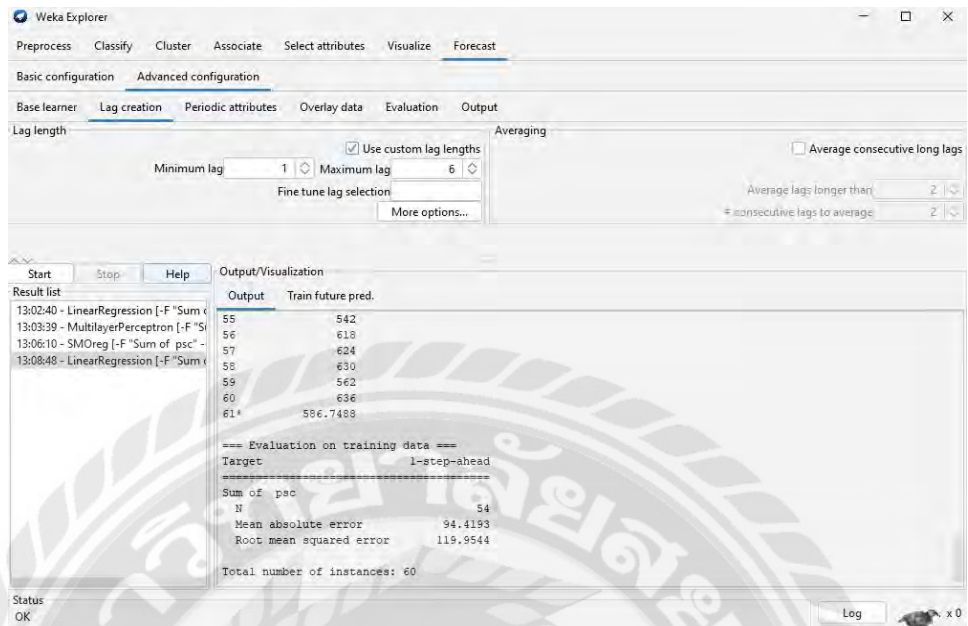 Weka Explorer
Preprocess Classify Cluster Associate Select attributes Visualize Forecast
Basic configuration Advanced configuration
Base learner Lag creation Periodic attributes Overlay data Evaluation Output
Lag length
Use custom lag lengths
Minimum lag 1 Maximum lag 6
Fine tune lag selection
More options...
Averaging
Average consecutive long lags
Average lags longer than 2
# consecutive lags to average 2
Start Stop Help
Result list
13:02:40 - LinearRegression [-F "Sum
13:03:39 - MultilayerPerceptron [-F "S
13:06:10 - SMOreg [-F "Sum of psc" -
13:08:48 - LinearRegression [-F "Sum
Output/Visualization
Output Train future pred.
55 542
56 618
57 624
58 630
59 562
60 636
61* 586.7488
=== Evaluation on training data ===
Target 1-step-ahead
=======================================
Sum of psc
N 54
Mean absolute error 94.4193
Root mean squared error 119.9544
Total number of instances: 60
Status
OK
Log x 0